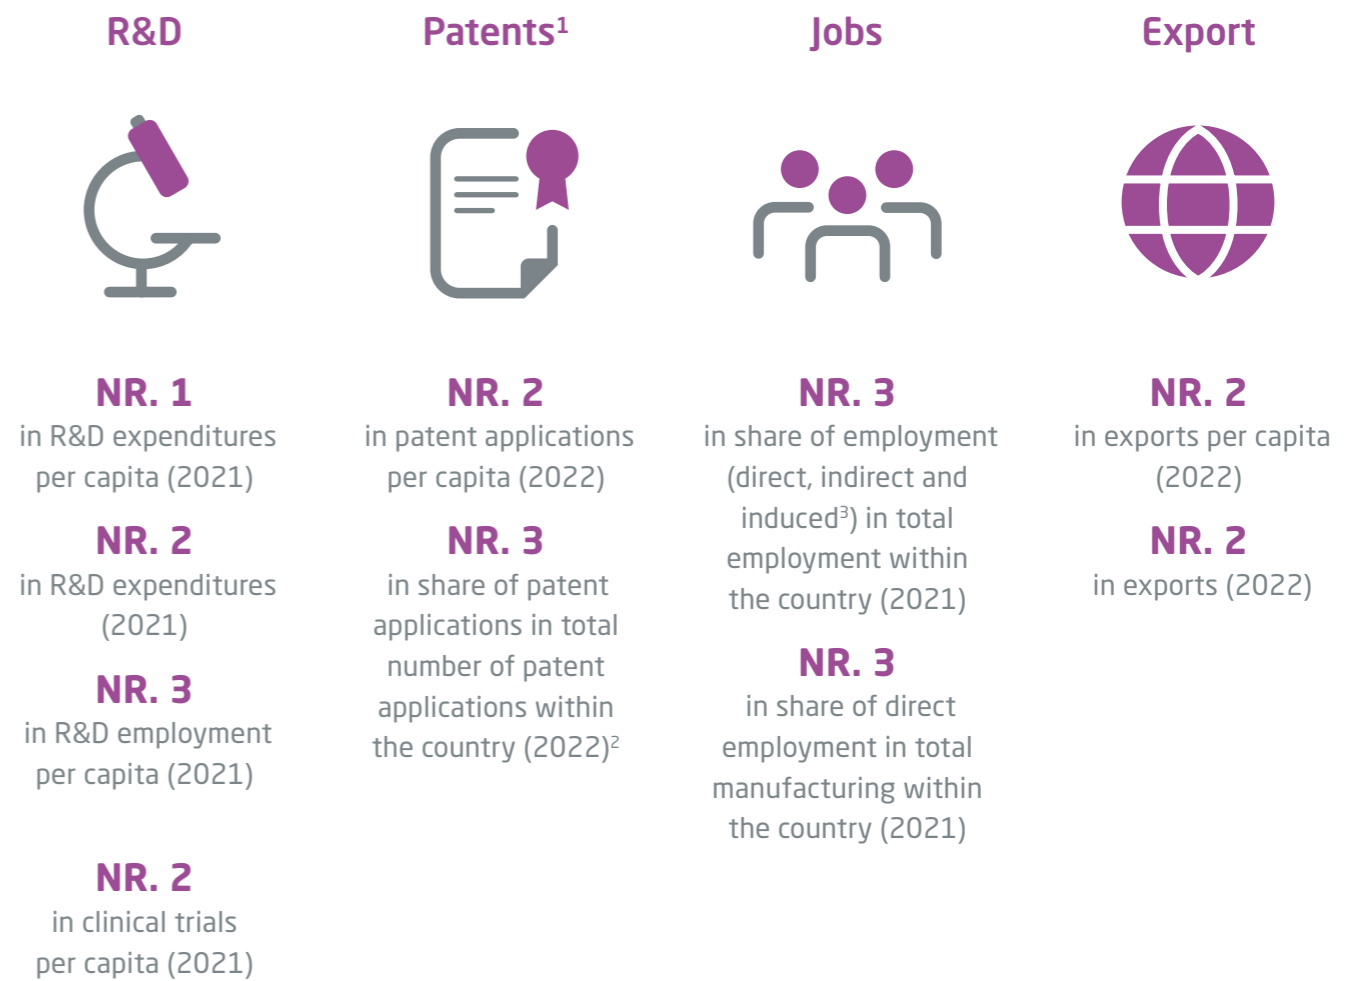 R&D
NR. 1
in R&D expenditures
per capita (2021)
NR. 2
in R&D expenditures
(2021)
NR. 3
in R&D employment
per capita (2021)
NR. 2
in clinical trials
per capita (2021)
Patents¹
NR. 2
in patent applications
per capita (2022)
NR. 3
in share of patent
applications in total
number of patent
applications within
the country (2022)²
Jobs
NR. 3
in share of employment
(direct, indirect and
induced³) in total
employment within
the country (2021)
NR. 3
in share of direct
employment in total
manufacturing within
the country (2021)
Export
NR. 2
in exports per capita
(2022)
NR. 2
in exports (2022)